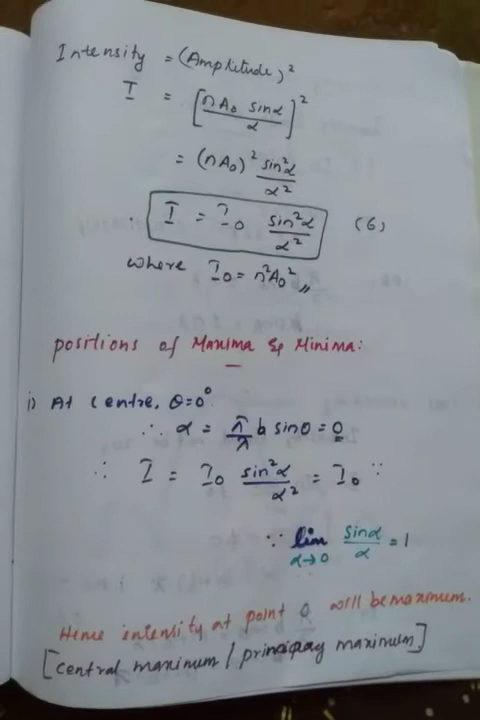 Intensity = (Amplitude)²
I = [nA₀ sinα / α]²
= (nA₀)² sin²α / α²
∴ I = I₀ sin²α / α² (6)
where I₀ = n²A₀²,,
positions of Maxima & Minima:
i) At Centre, θ=0°
∴ α = π/λ b sinθ = 0
∴ I = I₀ sin²α / α² = I₀ ∵
∵ lim α→0 sinα / α = 1
Hence intensity at point Q will be maximum.
[central maximum / principay maximum]